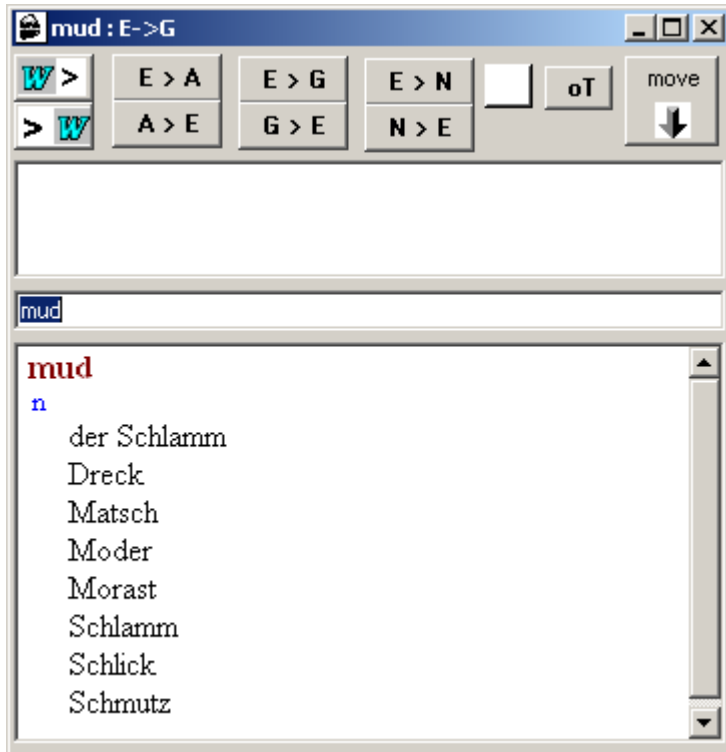 mud : E->G
W > E > A E > G E > N oT move
> W A > E G > E N > E
mud
mud
n
der Schlamm
Dreck
Matsch
Moder
Morast
Schlamm
Schlick
Schmutz